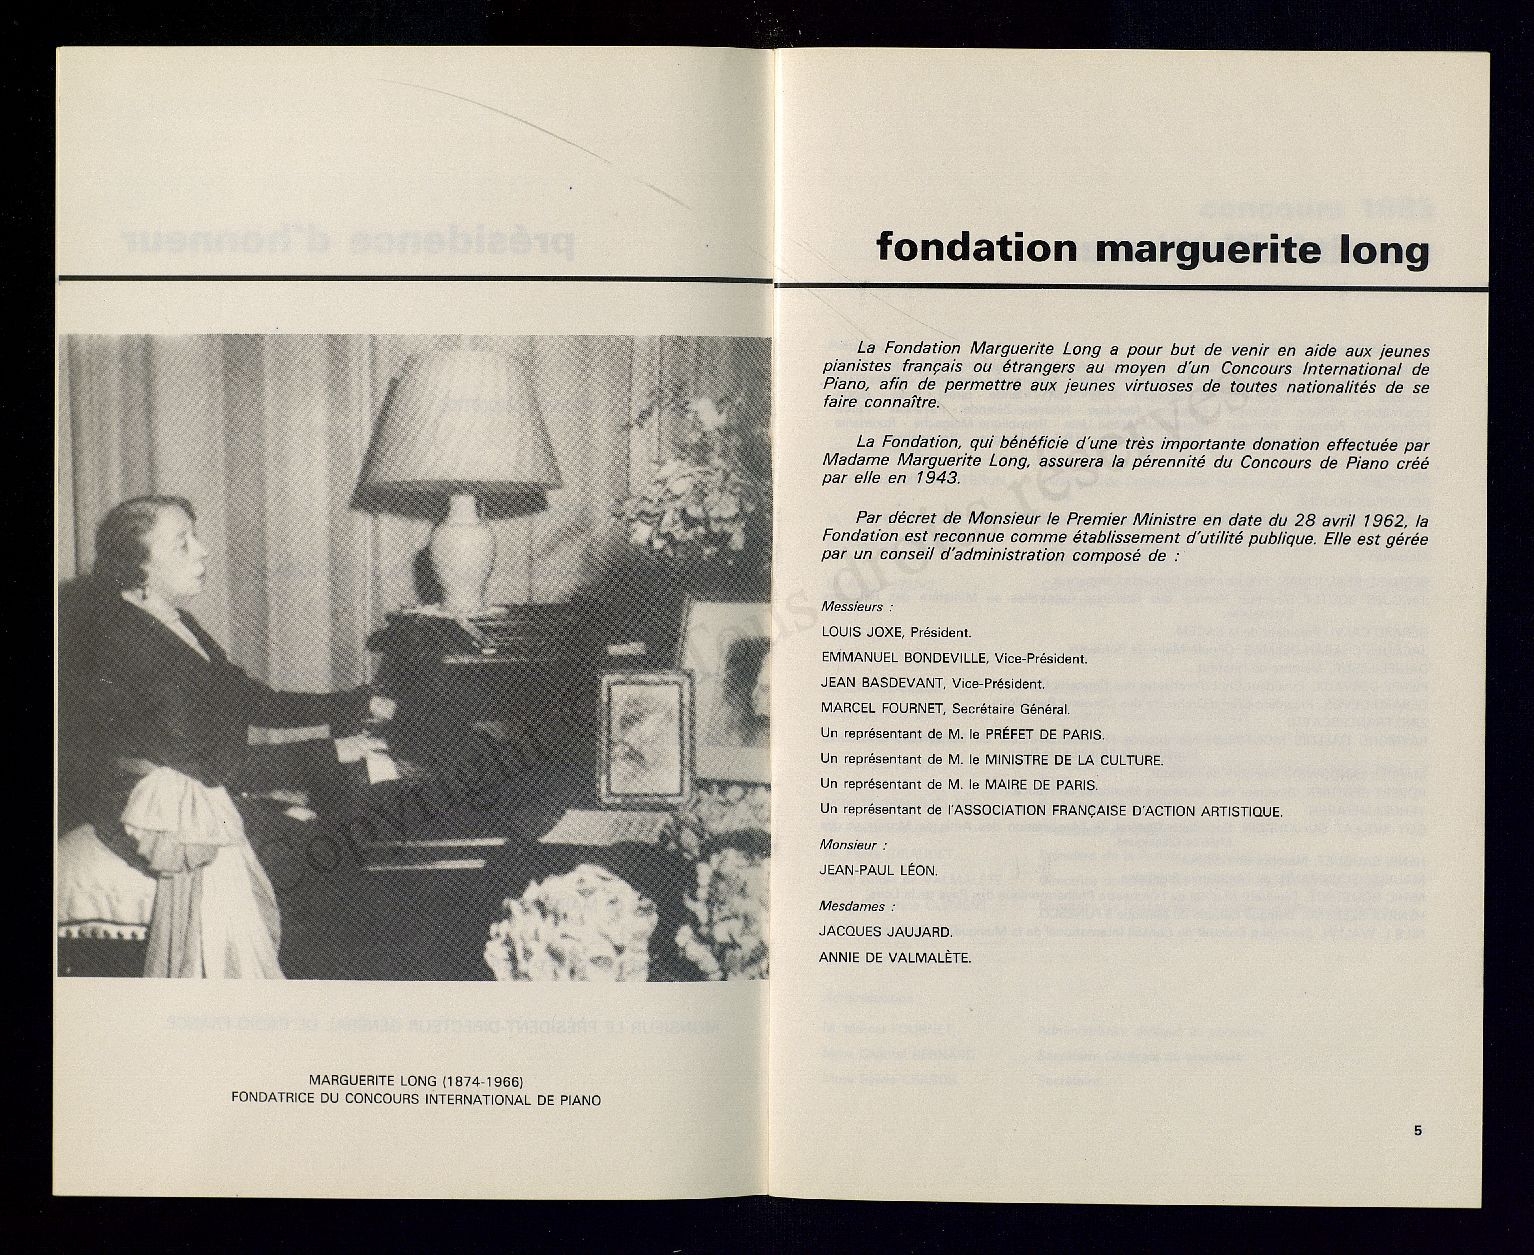 MARGUERITE LONG (1874-1966)
FONDATRICE DU CONCOURS INTERNATIONAL DE PIANO
fondation marguerite long
La Fondation Marguerite Long a pour but de venir en aide aux jeunes
pianistes français ou étrangers au moyen d'un Concours International de
Piano, afin de permettre aux jeunes virtuoses de toutes nationalités de se
faire connaître.
La Fondation, qui bénéficie d'une très importante donation effectuée par
Madame Marguerite Long, assurera la pérennité du Concours de Piano créé
par elle en 1943.
Par décret de Monsieur le Premier Ministre en date du 28 avril 1962, la
Fondation est reconnue comme établissement d'utilité publique. Elle est gérée
par un conseil d'administration composé de :
Messieurs :
LOUIS JOXE, Président.
EMMANUEL BONDEVILLE, Vice-Président.
JEAN BASDEVANT, Vice-Président.
MARCEL FOURNET, Secrétaire Général.
Un représentant de M. le PRÉFET DE PARIS.
Un représentant de M. le MINISTRE DE LA CULTURE.
Un représentant de M. le MAIRE DE PARIS.
Un représentant de l'ASSOCIATION FRANÇAISE D'ACTION ARTISTIQUE.
Monsieur :
JEAN-PAUL LÉON.
Mesdames :
JACQUES JAUJARD.
ANNIE DE VALMALÈTE.
5